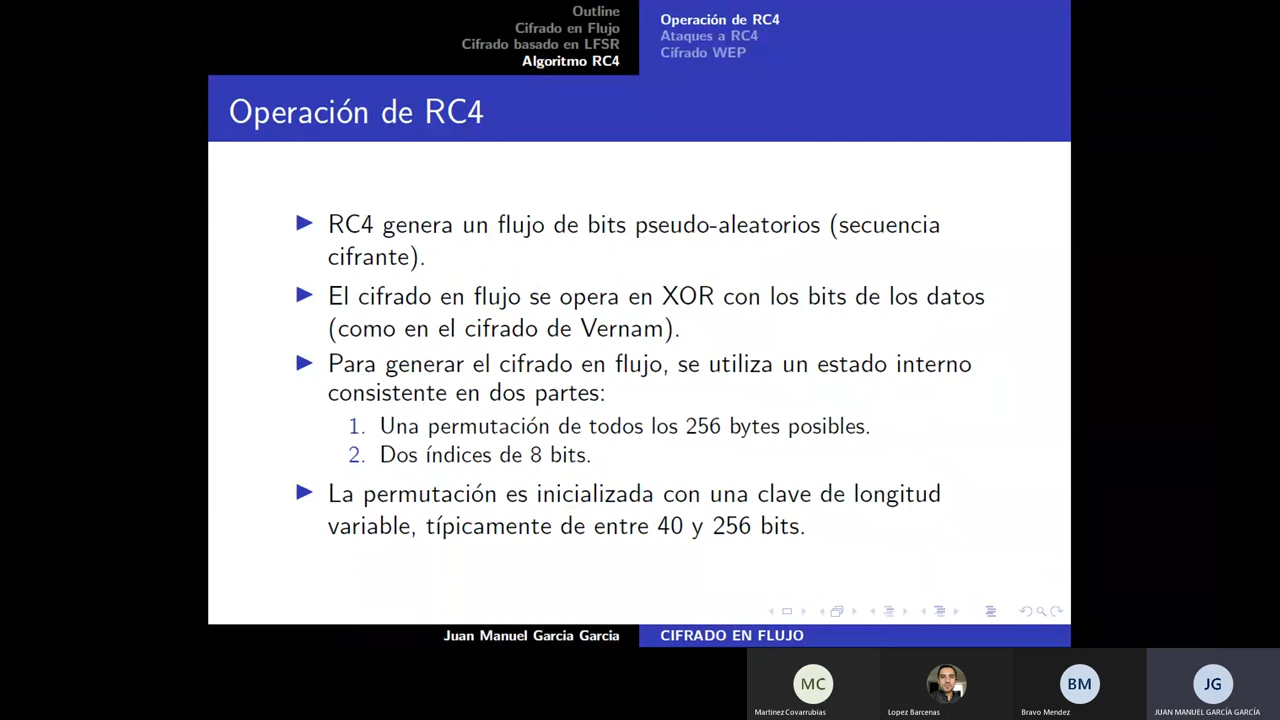 Outline
Cifrado en Flujo
Cifrado basado en LFSR
Algoritmo RC4
Operación de RC4
Ataques a RC4
Cifrado WEP
Operación de RC4
RC4 genera un flujo de bits pseudo-aleatorios (secuencia
cifrante).
El cifrado en flujo se opera en XOR con los bits de los datos
(como en el cifrado de Vernam).
Para generar el cifrado en flujo, se utiliza un estado interno
consistente en dos partes:
1. Una permutación de todos los 256 bytes posibles.
2. Dos índices de 8 bits.
La permutación es inicializada con una clave de longitud
variable, típicamente de entre 40 y 256 bits.
Juan Manuel Garcia Garcia
CIFRADO EN FLUJO
MC
BM
JG
Martinez Covarrubias
Lopez Barcenas
Bravo Mendez
JUAN MANUEL GARCÍA GARCÍA